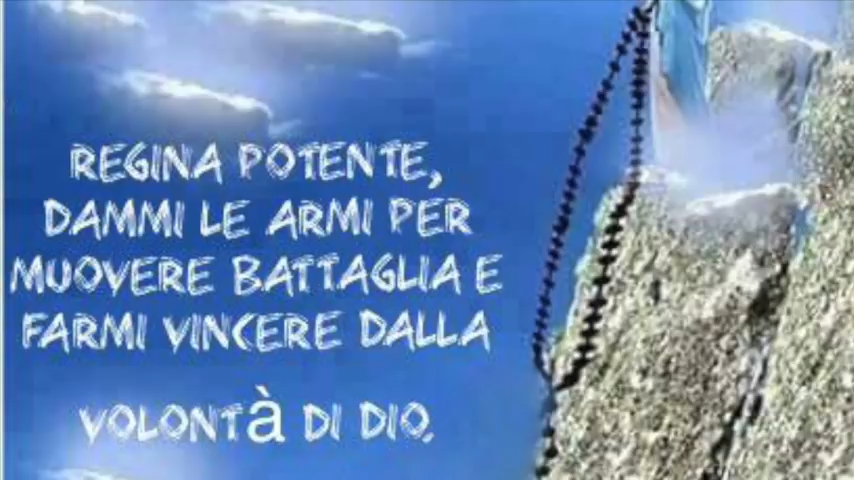 REGINA POTENTE,
DAMMI LE ARMI PER
MUOVERE BATTAGLIA E
FARMI VINCERE DALLA
VOLONTÀ DI DIO.